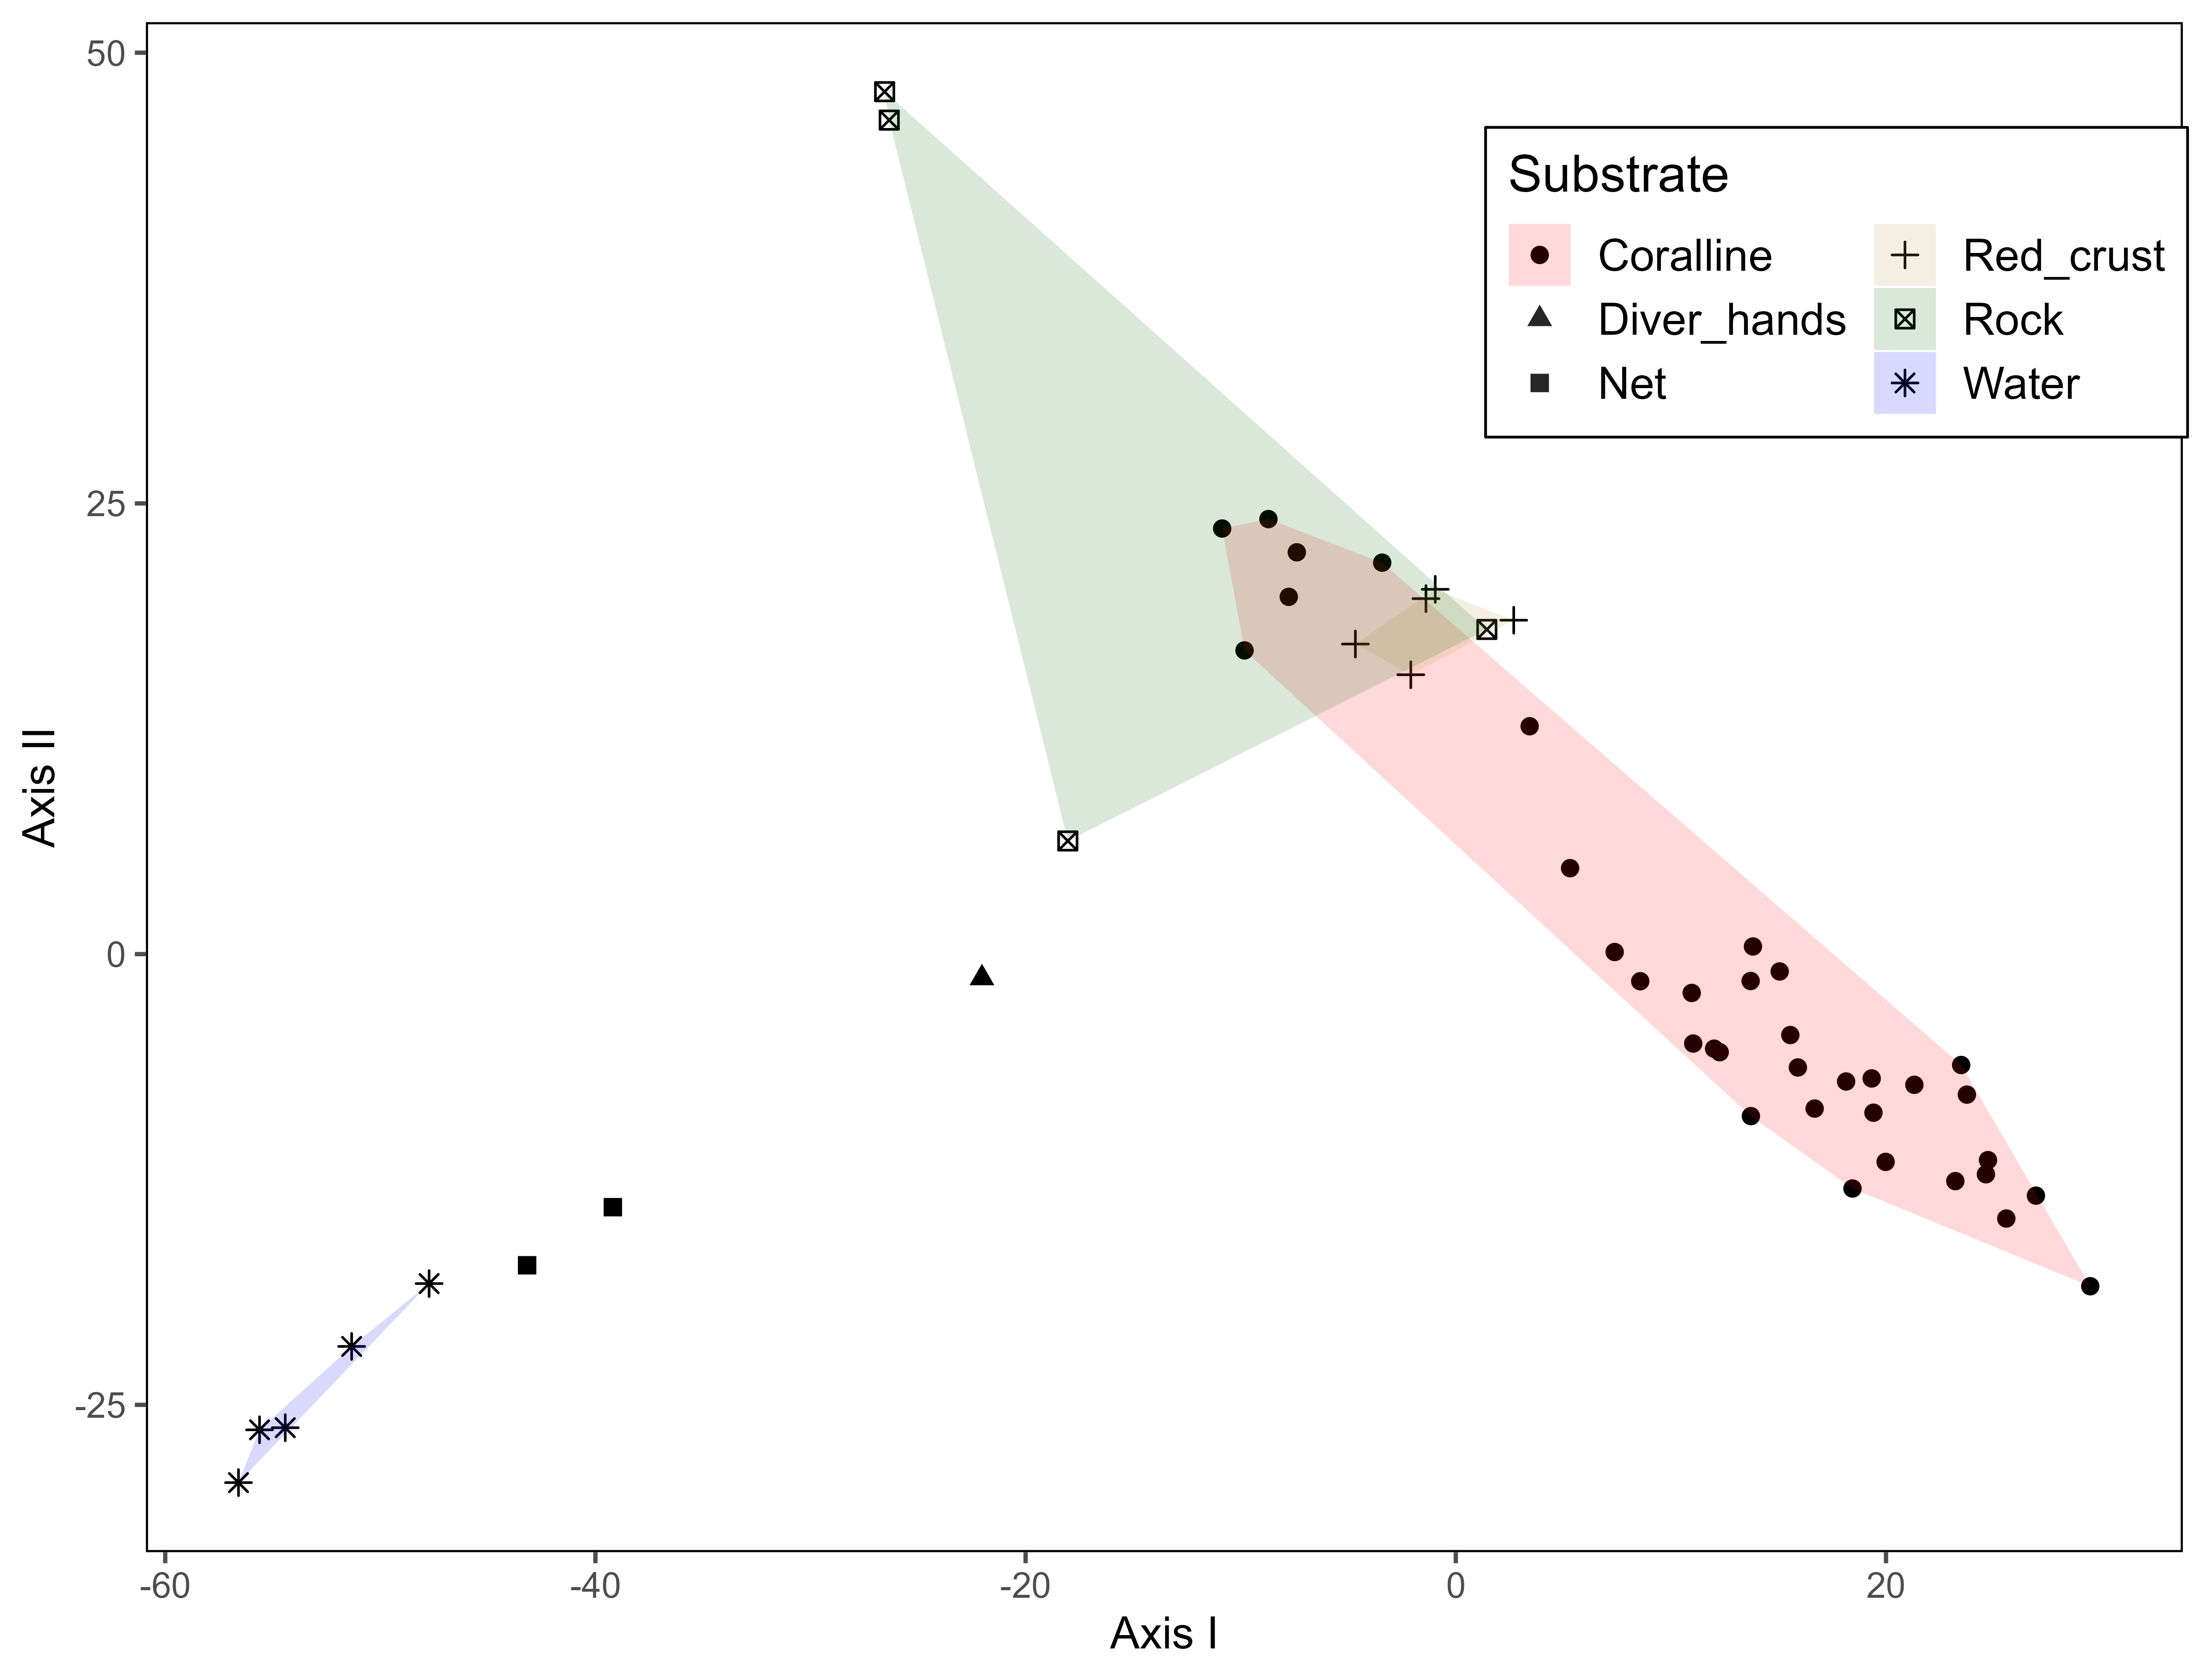 50
25
0
-25
-60
-40
-20
0
20
Axis I
Axis II
Substrate
Coralline
Diver_hands
Net
Red_crust
Rock
Water